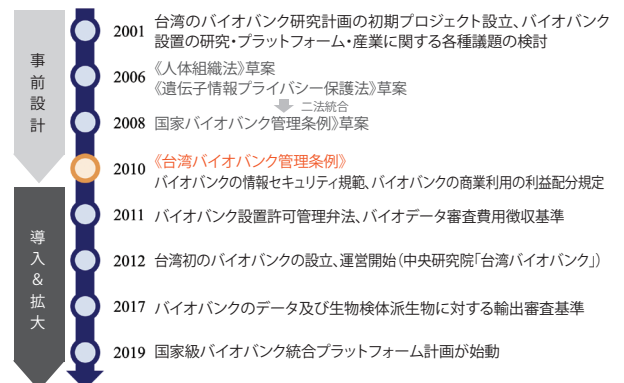 事前設計
2001 台湾のバイオバンク研究計画の初期プロジェクト設立、バイオバンク
設置の研究・プラットフォーム・産業に関する各種議題の検討
2006 《人体組織法》草案
《遺伝子情報プライバシー保護法》草案
二法統合
2008 国家バイオバンク管理条例》草案
2010 《台湾バイオバンク管理条例》
バイオバンクの情報セキュリティ規範、バイオバンクの商業利用の利益配分規定
導入&拡大
2011 バイオバンク設置許可管理弁法、バイオデータ審査費用徴収基準
2012 台湾初のバイオバンクの設立、運営開始（中央研究院「台湾バイオバンク」）
2017 バイオバンクのデータ及び生物検体派生物に対する輸出審査基準
2019 国家級バイオバンク統合プラットフォーム計画が始動